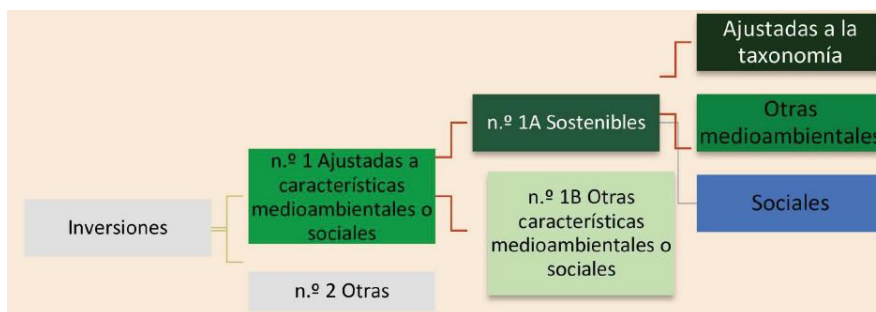 Ajustadas a la
taxonomía
n.º 1A Sostenibles
Otras
medioambientales
n.º 1 Ajustadas a
características
medioambientales o
sociales
n.º 1B Otras
características
medioambientales o
sociales
Sociales
Inversiones
n.º 2 Otras